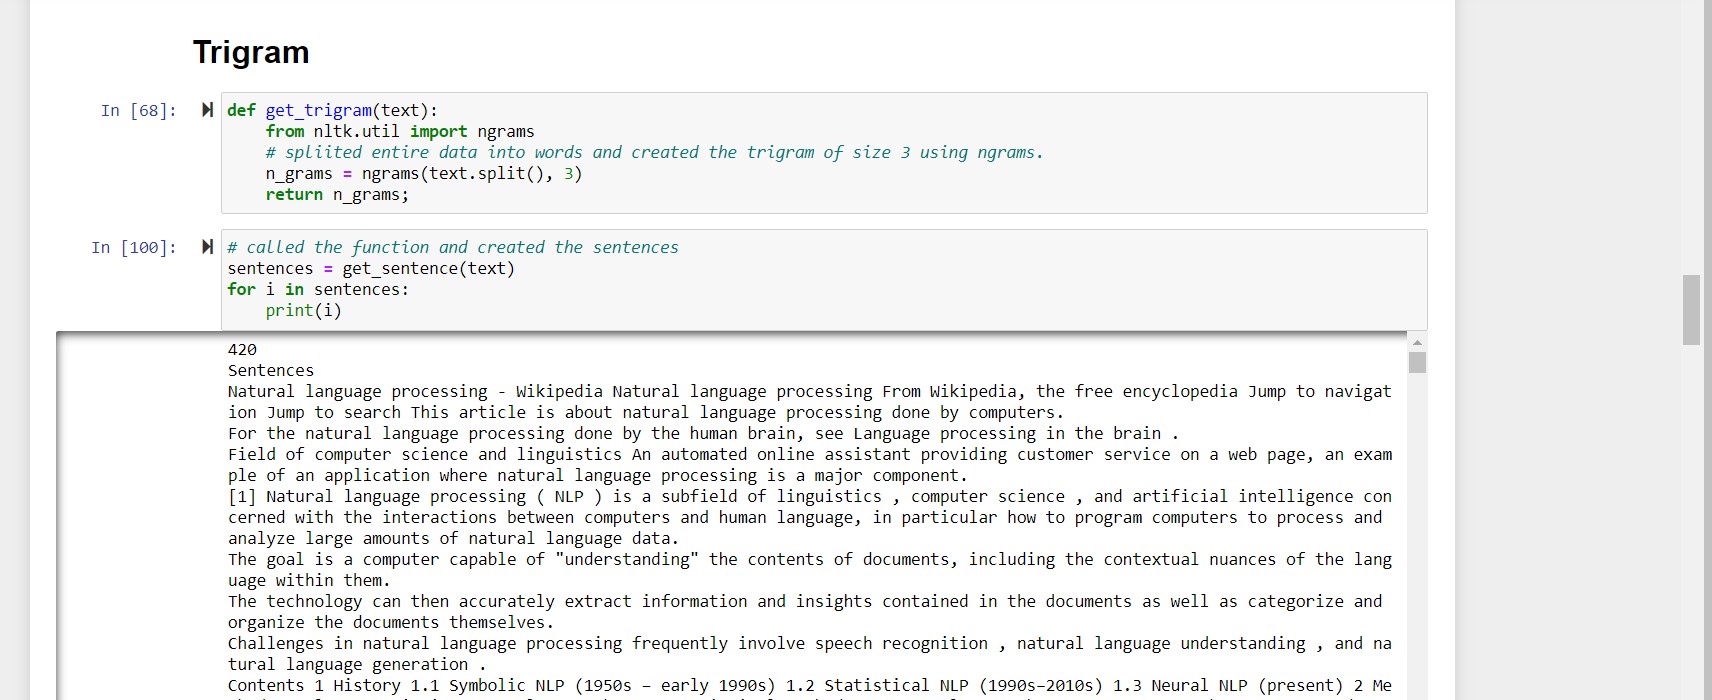 Trigram
In [68]:
def get_trigram(text):
    from nltk.util import ngrams
    # spliited entire data into words and created the trigram of size 3 using ngrams.
    n_grams = ngrams(text.split(), 3)
    return n_grams;
In [100]:
# called the function and created the sentences
sentences = get_sentence(text)
for i in sentences:
    print(i)
420
Sentences
Natural language processing - Wikipedia Natural language processing From Wikipedia, the free encyclopedia Jump to navigat
ion Jump to search This article is about natural language processing done by computers.
For the natural language processing done by the human brain, see Language processing in the brain .
Field of computer science and linguistics An automated online assistant providing customer service on a web page, an exam
ple of an application where natural language processing is a major component.
[1] Natural language processing ( NLP ) is a subfield of linguistics , computer science , and artificial intelligence con
cerned with the interactions between computers and human language, in particular how to program computers to process and
analyze large amounts of natural language data.
The goal is a computer capable of "understanding" the contents of documents, including the contextual nuances of the lang
uage within them.
The technology can then accurately extract information and insights contained in the documents as well as categorize and
organize the documents themselves.
Challenges in natural language processing frequently involve speech recognition , natural language understanding , and na
tural language generation .
Contents 1 History 1.1 Symbolic NLP (1950s – early 1990s) 1.2 Statistical NLP (1990s–2010s) 1.3 Neural NLP (present) 2 Me